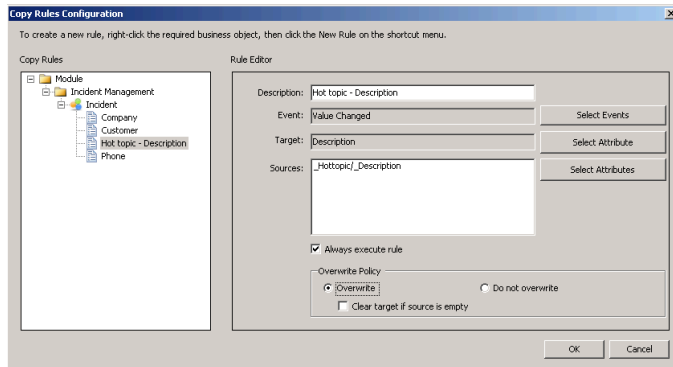 Copy Rules Configuration
To create a new rule, right-click the required business object, then click the New Rule on the shortcut menu.
Copy Rules
Rule Editor
Module
Incident Management
Incident
Company
Customer
Hot topic - Description
Phone
Description: Hot topic - Description
Event: Value Changed Select Events
Target: Description Select Attribute
Sources: _Hottopic/_Description Select Attributes
Always execute rule
Overwrite Policy
Overwrite Do not overwrite
Clear target if source is empty
OK Cancel